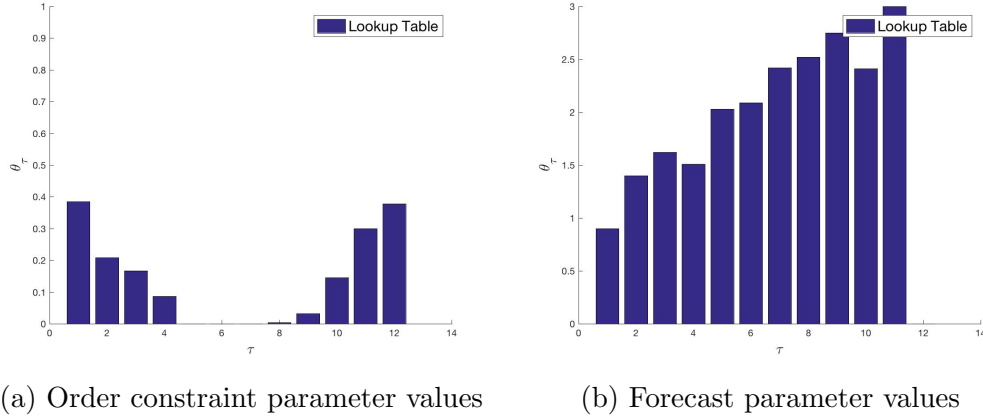 1
0.9
0.8
0.7
0.6
0.5
0.4
0.3
0.2
0.1
0
θτ
0 2 4 6 8 10 12 14
τ
Lookup Table
(a) Order constraint parameter values
3
2.5
2
1.5
1
0.5
0
θτ
0 2 4 6 8 10 12 14
τ
Lookup Table
(b) Forecast parameter values